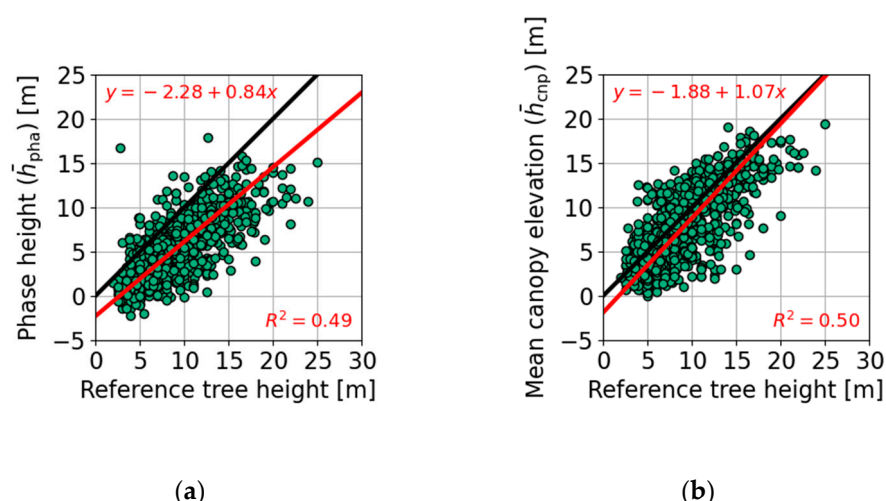 Phase height (h̄pha) [m]
25
20
15
10
5
0
−5
y = − 2.28 + 0.84x
R² = 0.49
0 5 10 15 20 25 30
Reference tree height [m]
(a)
Mean canopy elevation (h̄cnp) [m]
25
20
15
10
5
0
−5
y = − 1.88 + 1.07x
R² = 0.50
0 5 10 15 20 25 30
Reference tree height [m]
(b)